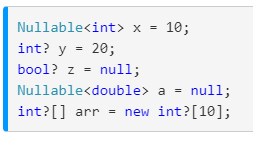 Nullable<int> x = 10;
int? y = 20;
bool? z = null;
Nullable<double> a = null;
int?[] arr = new int?[10];